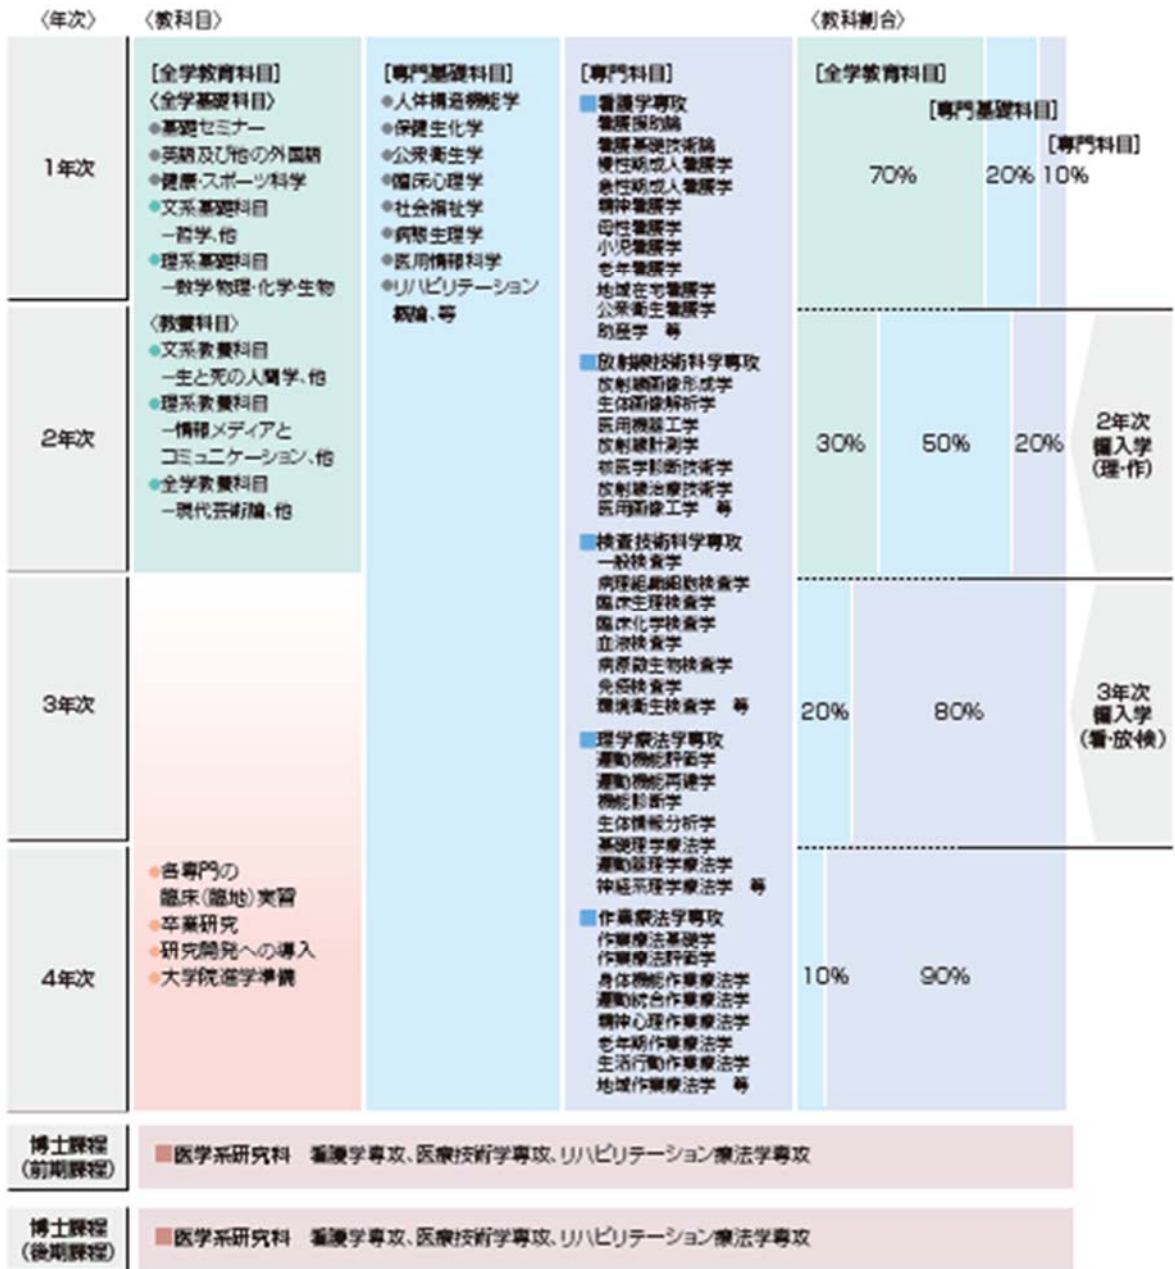 〈年次〉
〈教科目〉
〈教科割合〉
1年次
2年次
3年次
4年次
[全学教育科目]
〈全学基礎科目〉
●基礎セミナー
●英語及び他の外国語
●健康・スポーツ科学
●文系基礎科目
－哲学、他
●理系基礎科目
－数学・物理・化学・生物
〈教養科目〉
●文系教養科目
－生と死の人間学、他
●理系教養科目
－情報メディアと
コミュニケーション、他
●全学教養科目
－現代芸術論、他
●各専門の
臨床(臨地)実習
●卒業研究
●研究開発への導入
●大学院進学準備
[専門基礎科目]
●人体構造機能学
●保健生化学
●公衆衛生学
●臨床心理学
●社会福祉学
●病態生理学
●医用情報科学
●リハビリテーション
概論、等
[専門科目]
■看護学専攻
看護援助論
看護基礎技術論
慢性期成人看護学
急性期成人看護学
精神看護学
母性看護学
小児看護学
老年看護学
地域在宅看護学
公衆衛生看護学
助産学 等
■放射線技術科学専攻
放射線画像形成学
生体画像解析学
医用機器工学
放射線計測学
核医学診断技術学
放射線治療技術学
医用画像工学 等
■検査技術科学専攻
一般検査学
病理組織細胞検査学
臨床生理検査学
臨床化学検査学
血液検査学
病原微生物検査学
免疫検査学
環境衛生検査学 等
■理学療法学専攻
運動機能評価学
運動機能再建学
機能診断学
生体情報分析学
基礎理学療法学
運動器理学療法学
神経系理学療法学 等
■作業療法学専攻
作業療法基礎学
作業療法評価学
身体機能作業療法学
運動統合作業療法学
精神心理作業療法学
老年期作業療法学
生活行動作業療法学
地域作業療法学 等
[全学教育科目]
[専門基礎科目]
[専門科目]
70% 20% 10%
30% 50% 20%
2年次
編入学
(理・作)
20% 80%
3年次
編入学
(看・放・検)
10% 90%
博士課程
(前期課程)
■医学系研究科 看護学専攻、医療技術学専攻、リハビリテーション療法学専攻
博士課程
(後期課程)
■医学系研究科 看護学専攻、医療技術学専攻、リハビリテーション療法学専攻